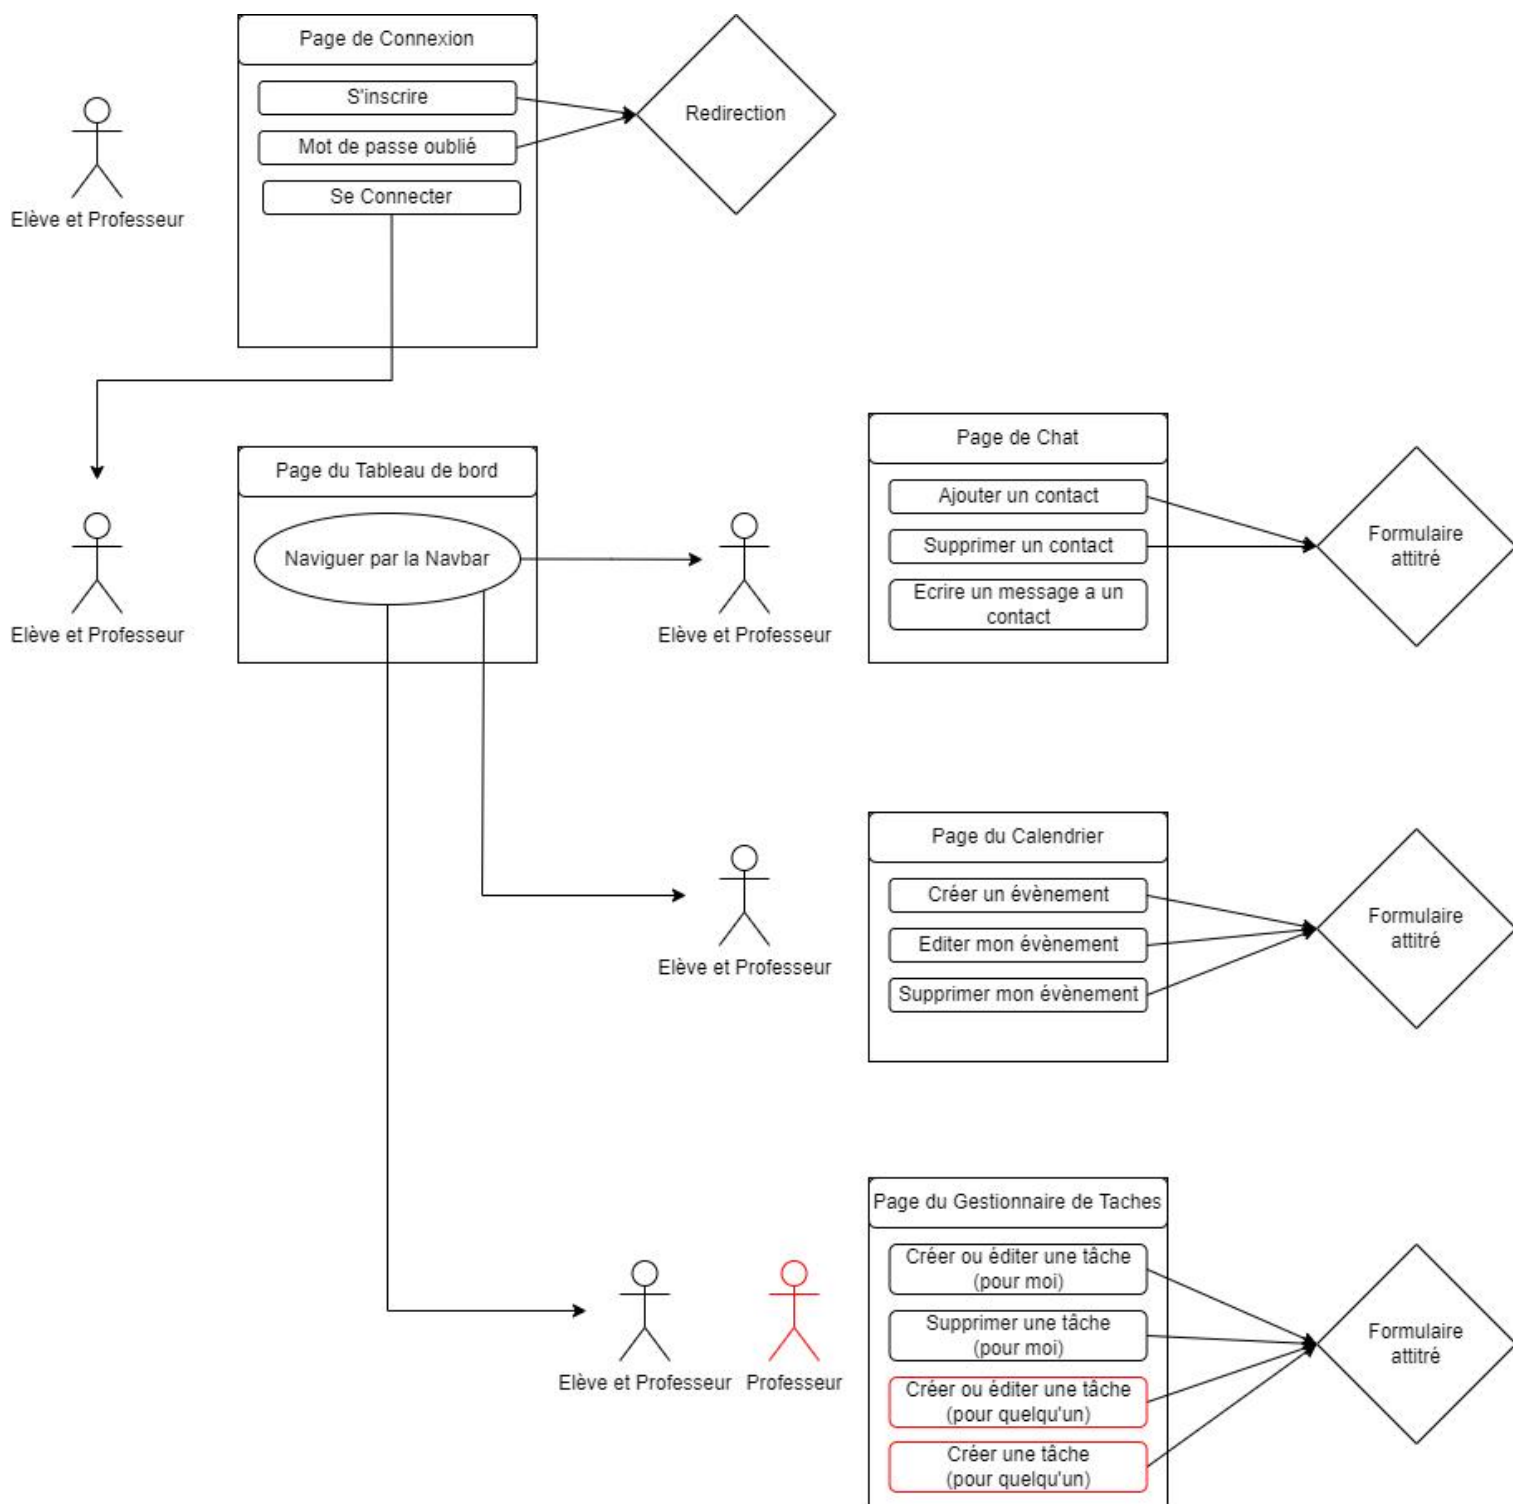 Page de Connexion
S'inscrire
Mot de passe oublié
Se Connecter
Redirection
Elève et Professeur
Page du Tableau de bord
Naviguer par la Navbar
Elève et Professeur
Elève et Professeur
Page de Chat
Ajouter un contact
Supprimer un contact
Ecrire un message a un
contact
Formulaire
attitré
Page du Calendrier
Créer un évènement
Editer mon évènement
Supprimer mon évènement
Formulaire
attitré
Elève et Professeur
Page du Gestionnaire de Taches
Créer ou éditer une tâche
(pour moi)
Supprimer une tâche
(pour moi)
Créer ou éditer une tâche
(pour quelqu'un)
Créer une tâche
(pour quelqu'un)
Formulaire
attitré
Elève et Professeur
Professeur